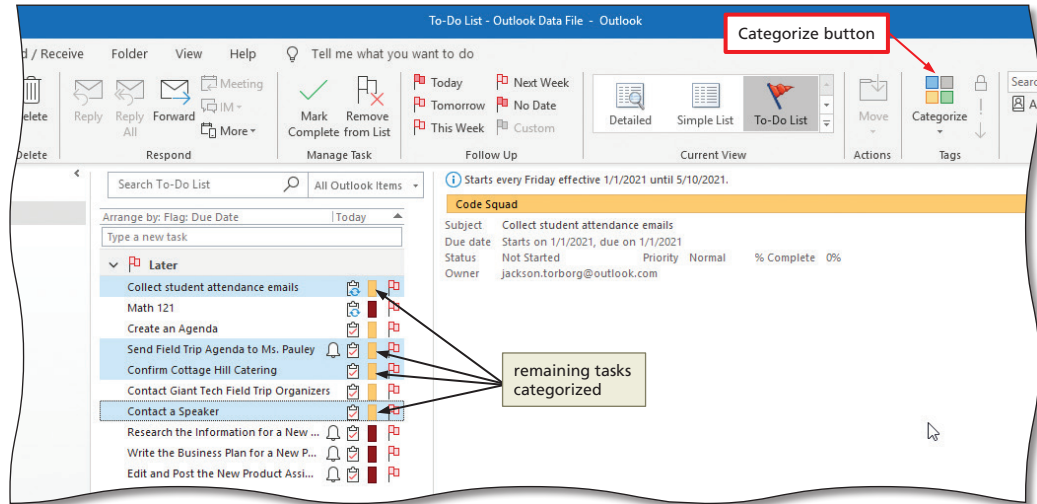 To-Do List - Outlook Data File - Outlook
Categorize button
d / Receive Folder View Help Tell me what you want to do
elete
Reply
Reply All
Forward
Meeting
IM
More
Delete
Respond
Mark Complete
Remove from List
Manage Task
Today
Tomorrow
This Week
Next Week
No Date
Custom
Follow Up
Detailed
Simple List
To-Do List
Current View
Move
Actions
Categorize
Tags
Searc
A
Search To-Do List
All Outlook Items
Arrange by: Flag: Due Date Today
Type a new task
Later
Collect student attendance emails
Math 121
Create an Agenda
Send Field Trip Agenda to Ms. Pauley
Confirm Cottage Hill Catering
Contact Giant Tech Field Trip Organizers
Contact a Speaker
Research the Information for a New ...
Write the Business Plan for a New P...
Edit and Post the New Product Assi...
Starts every Friday effective 1/1/2021 until 5/10/2021.
Code Squad
Subject Collect student attendance emails
Due date Starts on 1/1/2021, due on 1/1/2021
Status Not Started Priority Normal % Complete 0%
Owner jackson.torborg@outlook.com
remaining tasks
categorized